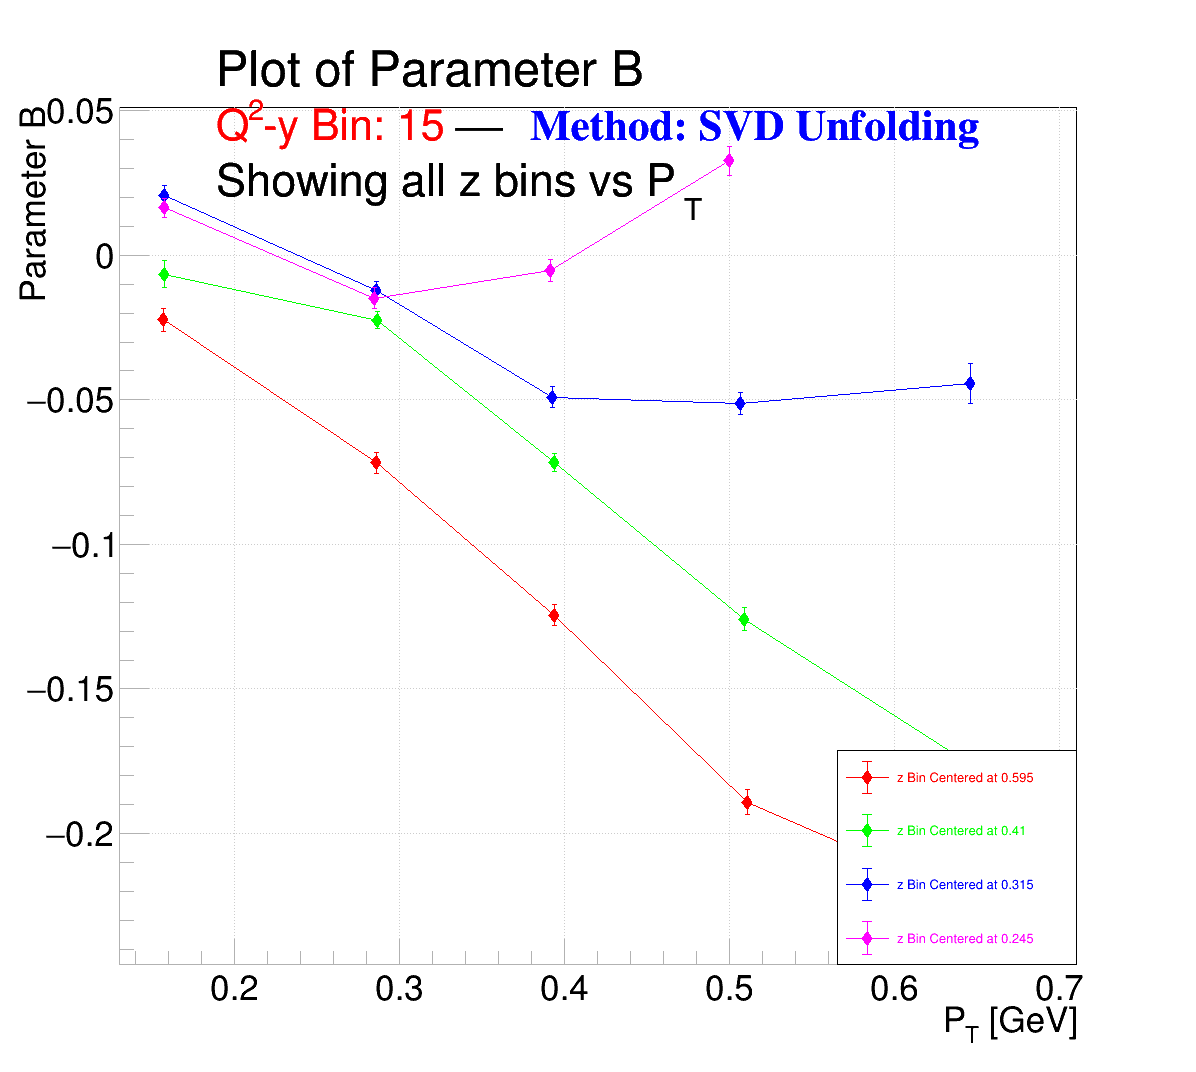 Plot of Parameter B
Q²-y Bin: 15 — Method: SVD Unfolding
Showing all z bins vs P_T
Parameter B
0.05
0
−0.05
−0.1
−0.15
−0.2
z Bin Centered at 0.595
z Bin Centered at 0.41
z Bin Centered at 0.315
z Bin Centered at 0.245
0.2 0.3 0.4 0.5 0.6 0.7
P_T [GeV]